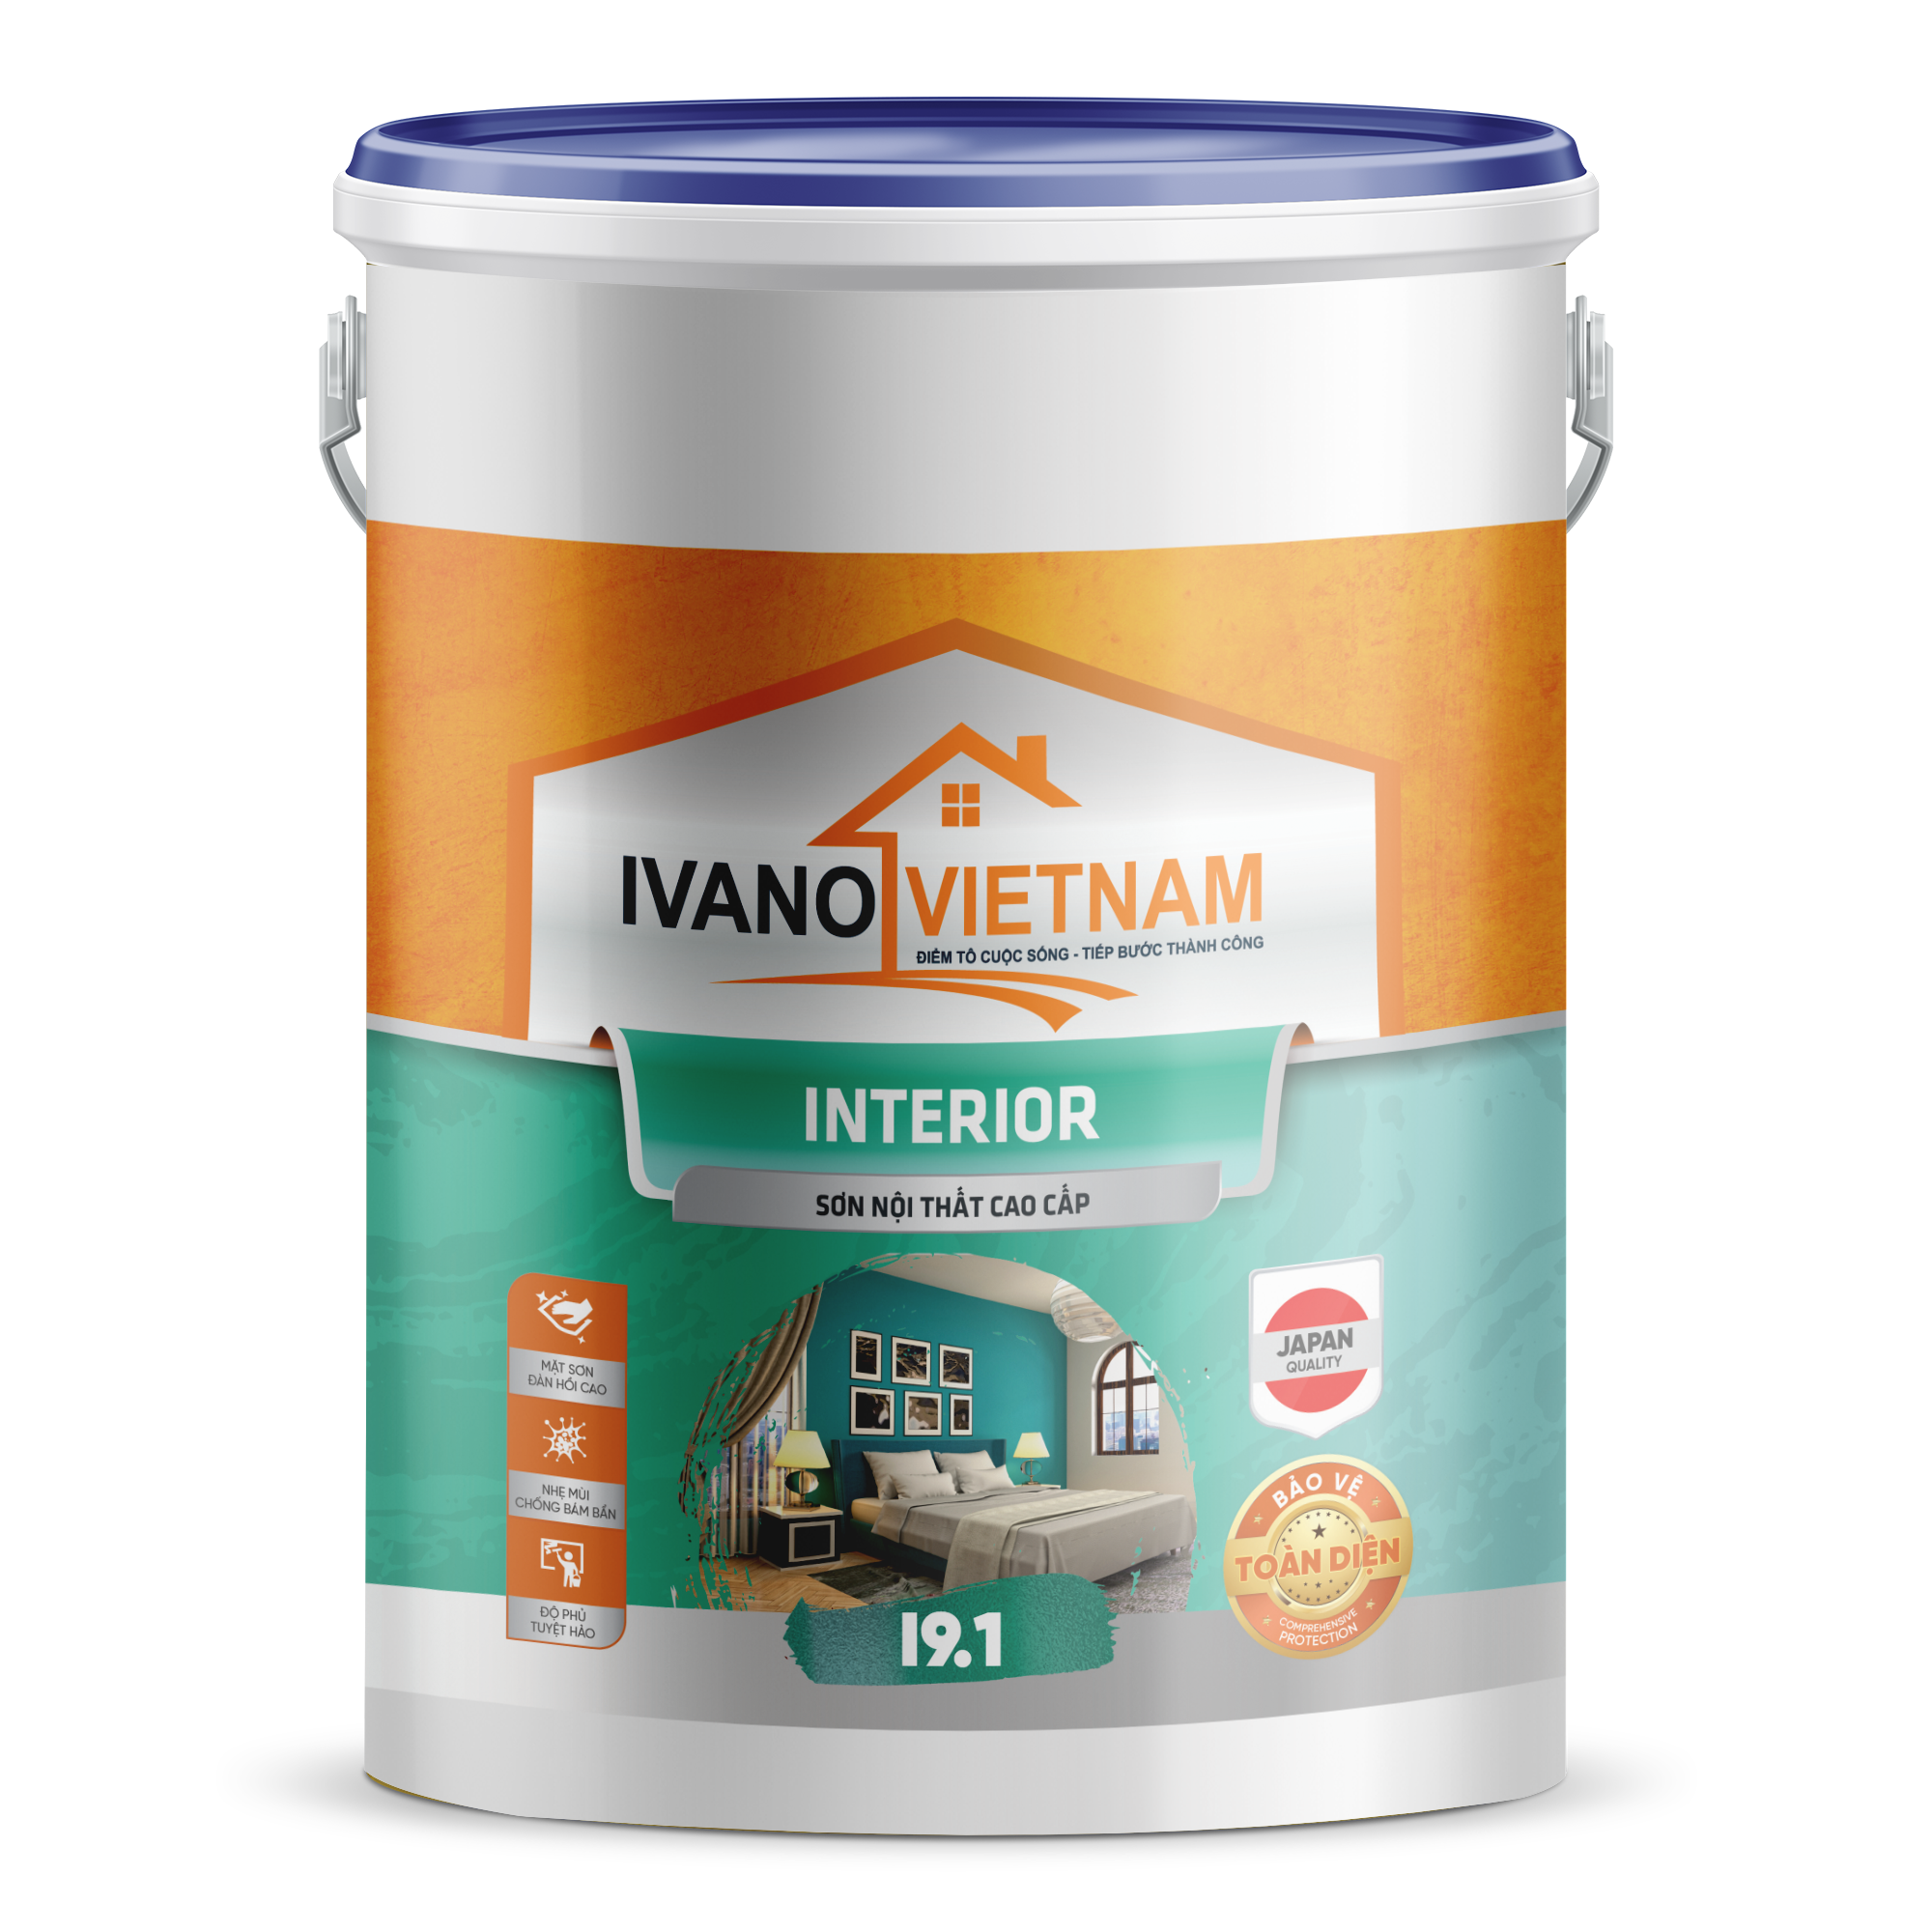 IVANO VIETNAM
ĐIỂM TÔ CUỘC SỐNG - TIẾP BƯỚC THÀNH CÔNG
INTERIOR
SƠN NỘI THẤT CAO CẤP
MẶT SƠN
ĐÀN HỒI CAO
NHẸ MÙI
CHỐNG BÁM BẨN
ĐỘ PHỦ
TUYỆT HẢO
JAPAN
QUALITY
BẢO VỆ
TOÀN DIỆN
COMPREHENSIVE
PROTECTION
I9.1